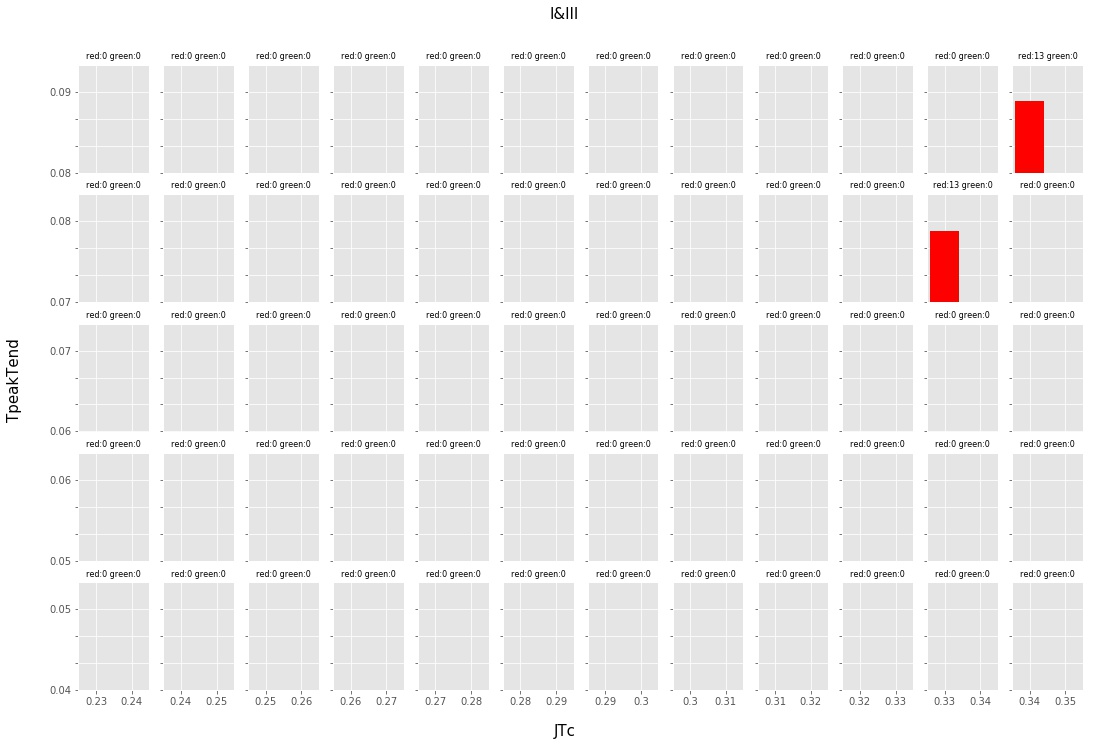 I&III
red:0 green:0 red:0 green:0 red:0 green:0 red:0 green:0 red:0 green:0 red:0 green:0 red:0 green:0 red:0 green:0 red:0 green:0 red:0 green:0 red:0 green:0 red:13 green:0
0.09
0.08
red:0 green:0 red:0 green:0 red:0 green:0 red:0 green:0 red:0 green:0 red:0 green:0 red:0 green:0 red:0 green:0 red:0 green:0 red:0 green:0 red:13 green:0 red:0 green:0
0.08
0.07
red:0 green:0 red:0 green:0 red:0 green:0 red:0 green:0 red:0 green:0 red:0 green:0 red:0 green:0 red:0 green:0 red:0 green:0 red:0 green:0 red:0 green:0 red:0 green:0
0.07
0.06
TpeakTend
red:0 green:0 red:0 green:0 red:0 green:0 red:0 green:0 red:0 green:0 red:0 green:0 red:0 green:0 red:0 green:0 red:0 green:0 red:0 green:0 red:0 green:0 red:0 green:0
0.06
0.05
red:0 green:0 red:0 green:0 red:0 green:0 red:0 green:0 red:0 green:0 red:0 green:0 red:0 green:0 red:0 green:0 red:0 green:0 red:0 green:0 red:0 green:0 red:0 green:0
0.05
0.04
0.23 0.24 0.24 0.25 0.25 0.26 0.26 0.27 0.27 0.28 0.28 0.29 0.29 0.3 0.3 0.31 0.31 0.32 0.32 0.33 0.33 0.34 0.34 0.35
JTc